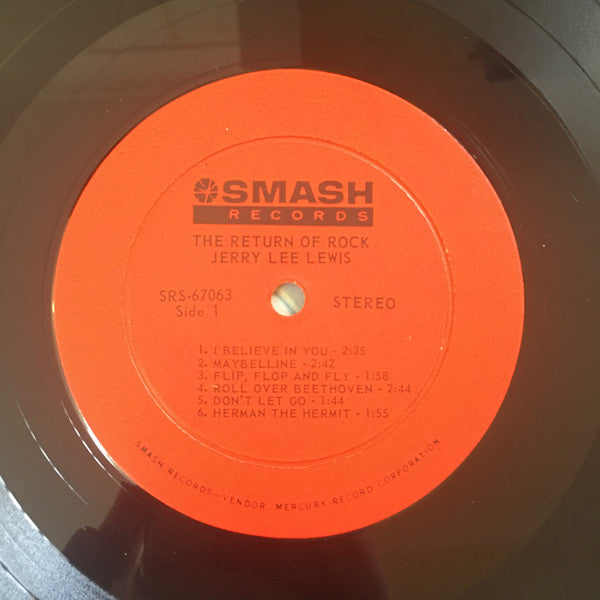 SMASH
RECORDS
THE RETURN OF ROCK
JERRY LEE LEWIS
SRS-67063
Side 1
STEREO
1. I BELIEVE IN YOU - 2:35
2. MAYBELLINE - 2:42
3. FLIP, FLOP AND FLY - 1:58
4. ROLL OVER BEETHOVEN - 2:44
5. DON'T LET GO - 1:44
6. HERMAN THE HERMIT - 1:55
SMASH RECORDS—VENDOR: MERCURY RECORD CORPORATION